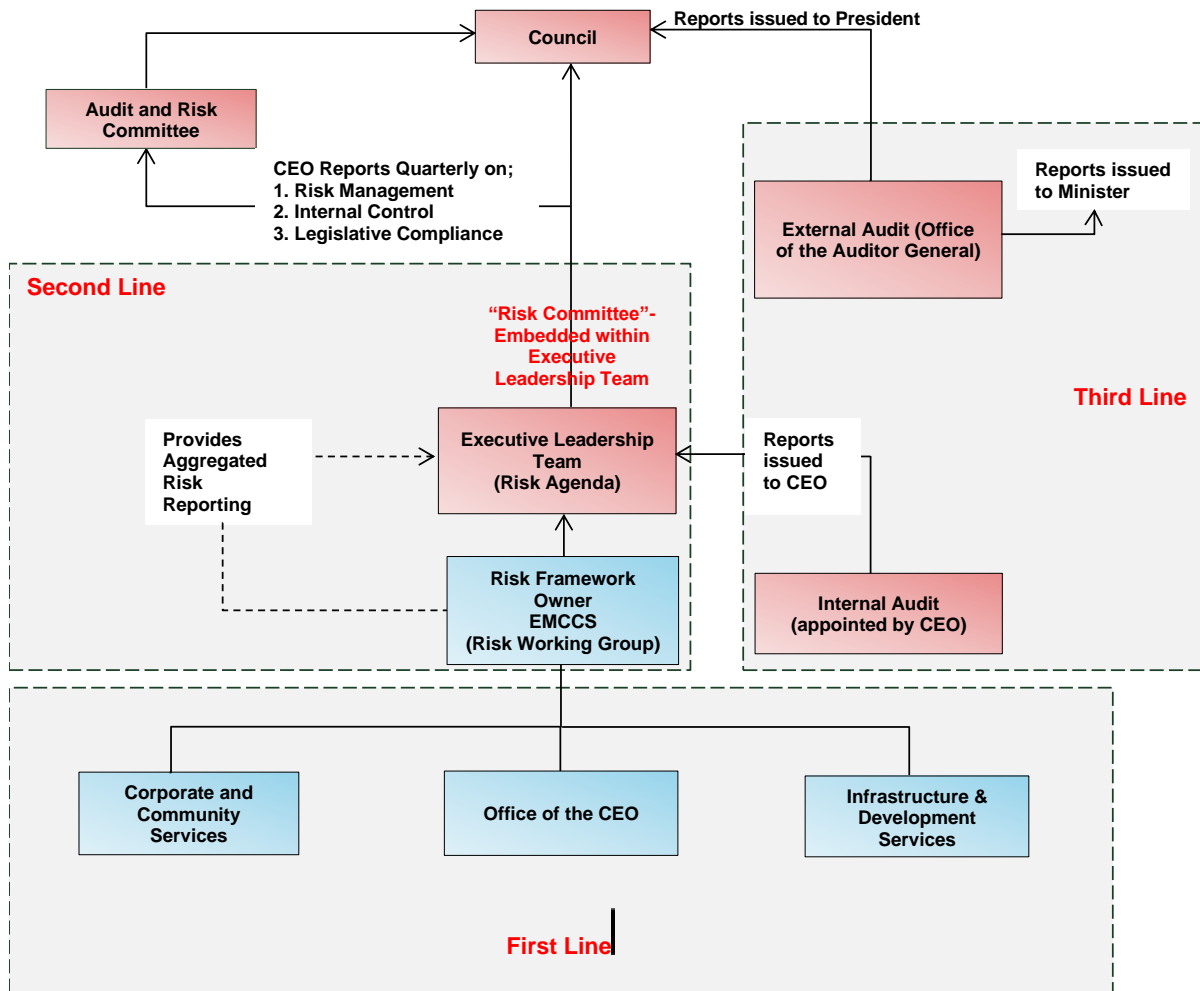 Reports issued to President
Council
Audit and Risk
Committee
CEO Reports Quarterly on;
1. Risk Management
2. Internal Control
3. Legislative Compliance
Reports issued
to Minister
External Audit (Office
of the Auditor General)
Second Line
“Risk Committee”-
Embedded within
Executive
Leadership Team
Third Line
Provides
Aggregated
Risk
Reporting
Executive Leadership
Team
(Risk Agenda)
Reports
issued
to CEO
Risk Framework
Owner
EMCCS
(Risk Working Group)
Internal Audit
(appointed by CEO)
Corporate and
Community
Services
Office of the CEO
Infrastructure &
Development
Services
First Line